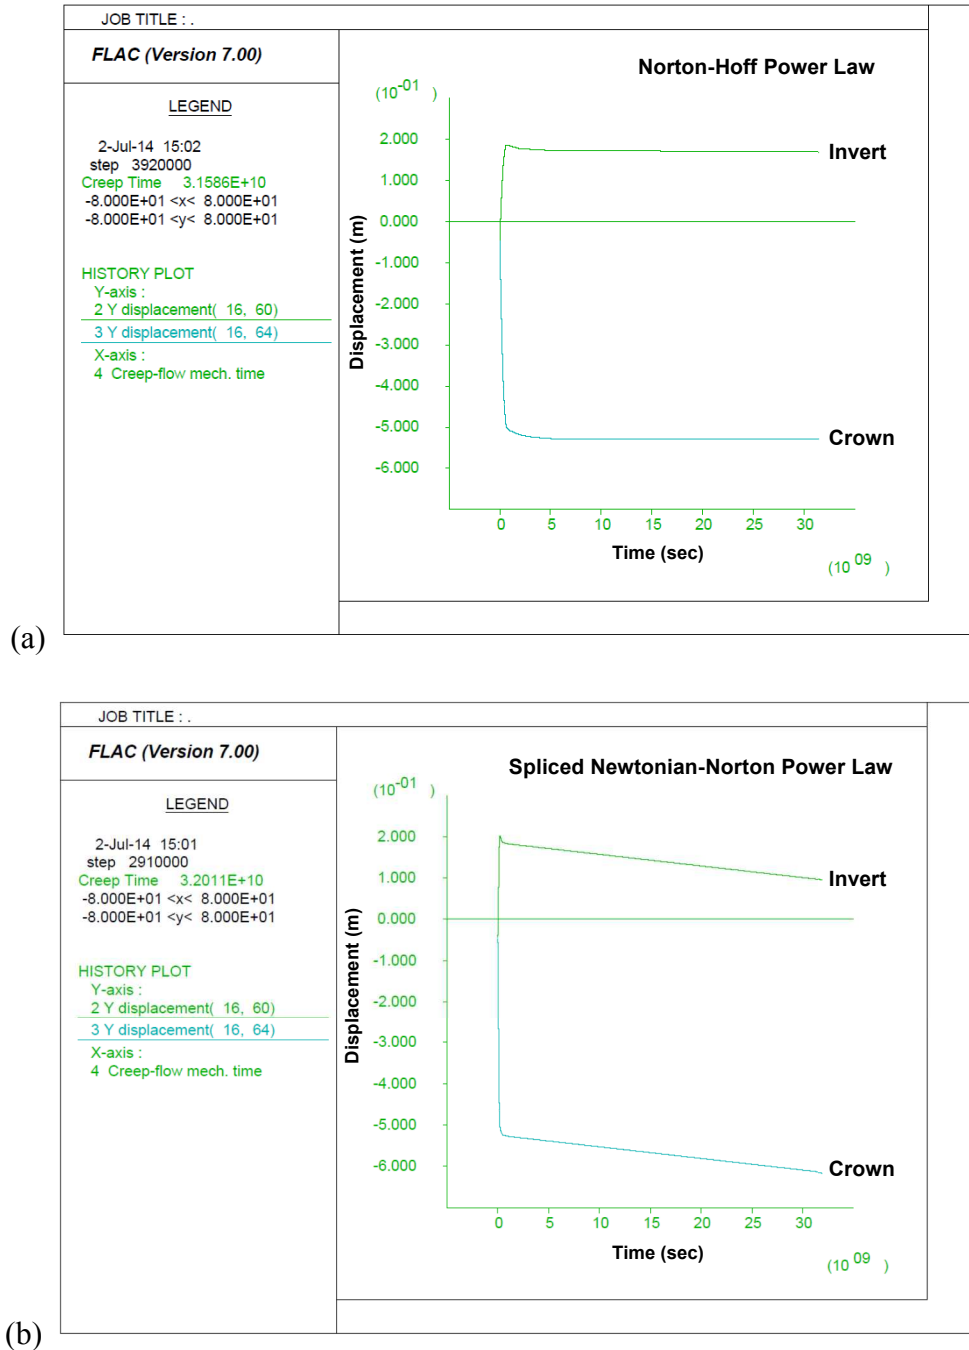 JOB TITLE : .
FLAC (Version 7.00)
LEGEND
2-Jul-14 15:02
step 3920000
Creep Time 3.1586E+10
-8.000E+01 <x< 8.000E+01
-8.000E+01 <y< 8.000E+01
HISTORY PLOT
Y-axis :
2 Y displacement( 16, 60)
3 Y displacement( 16, 64)
X-axis :
4 Creep-flow mech. time
Norton-Hoff Power Law
(10 -01 )
2.000
1.000
0.000
-1.000
-2.000
-3.000
-4.000
-5.000
-6.000
Displacement (m)
Invert
Crown
0 5 10 15 20 25 30
Time (sec)
(10 09 )
(a)
JOB TITLE : .
FLAC (Version 7.00)
LEGEND
2-Jul-14 15:01
step 2910000
Creep Time 3.2011E+10
-8.000E+01 <x< 8.000E+01
-8.000E+01 <y< 8.000E+01
HISTORY PLOT
Y-axis :
2 Y displacement( 16, 60)
3 Y displacement( 16, 64)
X-axis :
4 Creep-flow mech. time
Spliced Newtonian-Norton Power Law
(10 -01 )
2.000
1.000
0.000
-1.000
-2.000
-3.000
-4.000
-5.000
-6.000
Displacement (m)
Invert
Crown
0 5 10 15 20 25 30
Time (sec)
(10 09 )
(b)